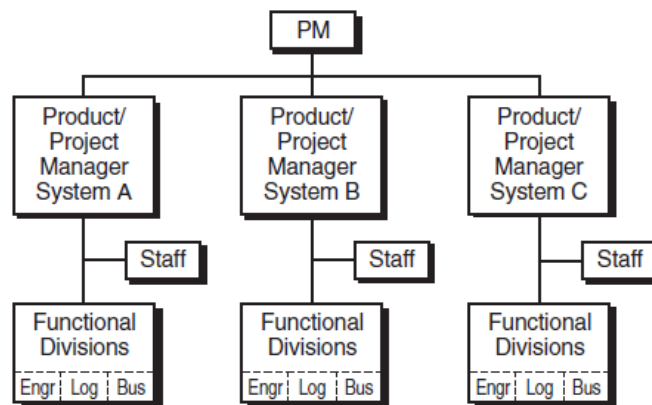 PM
Product/
Project
Manager
System A
Product/
Project
Manager
System B
Product/
Project
Manager
System C
Staff
Staff
Staff
Functional
Divisions
Engr Log Bus
Functional
Divisions
Engr Log Bus
Functional
Divisions
Engr Log Bus